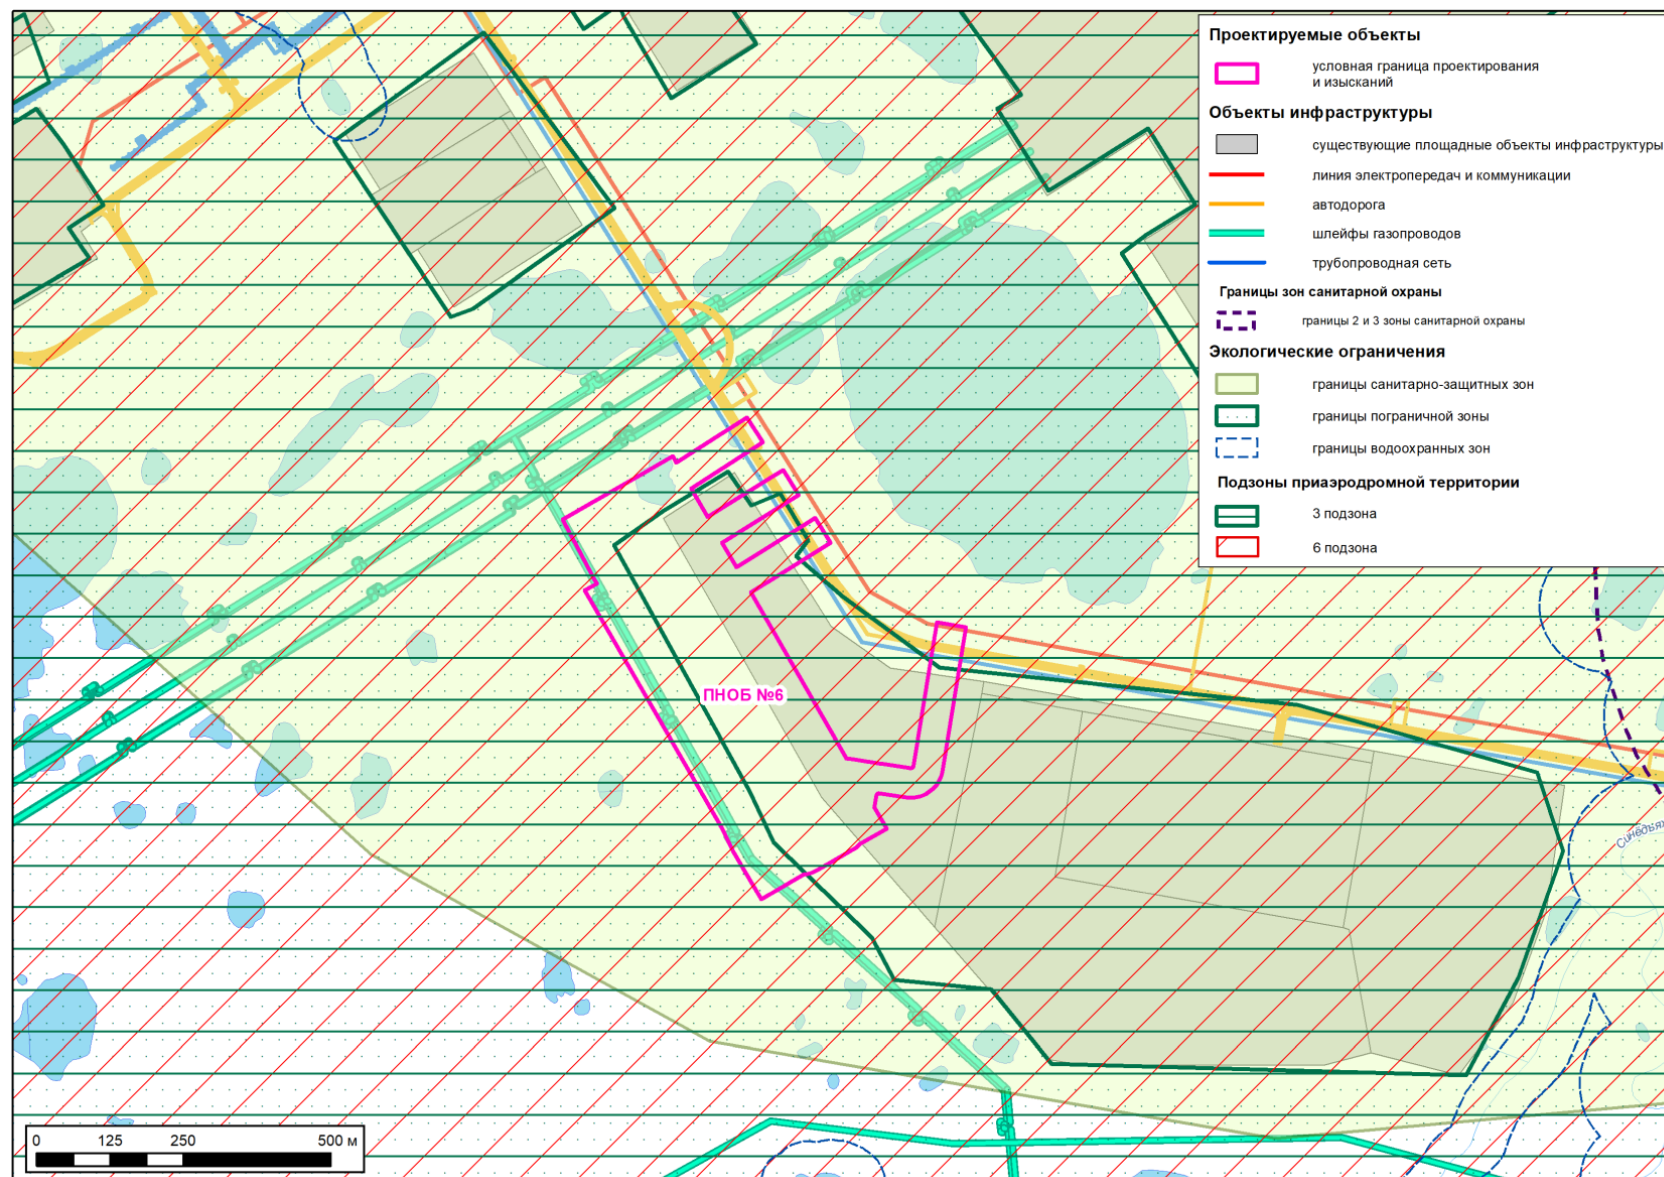 Проектируемые объекты
условная граница проектирования
и изысканий
Объекты инфраструктуры
существующие площадные объекты инфраструктуры
линия электропередач и коммуникации
автодорога
шлейфы газопроводов
трубопроводная сеть
Границы зон санитарной охраны
границы 2 и 3 зоны санитарной охраны
Экологические ограничения
границы санитарно-защитных зон
границы пограничной зоны
границы водоохранных зон
Подзоны приаэродромной территории
3 подзона
6 подзона
ПНОБ №6
0 125 250 500 м